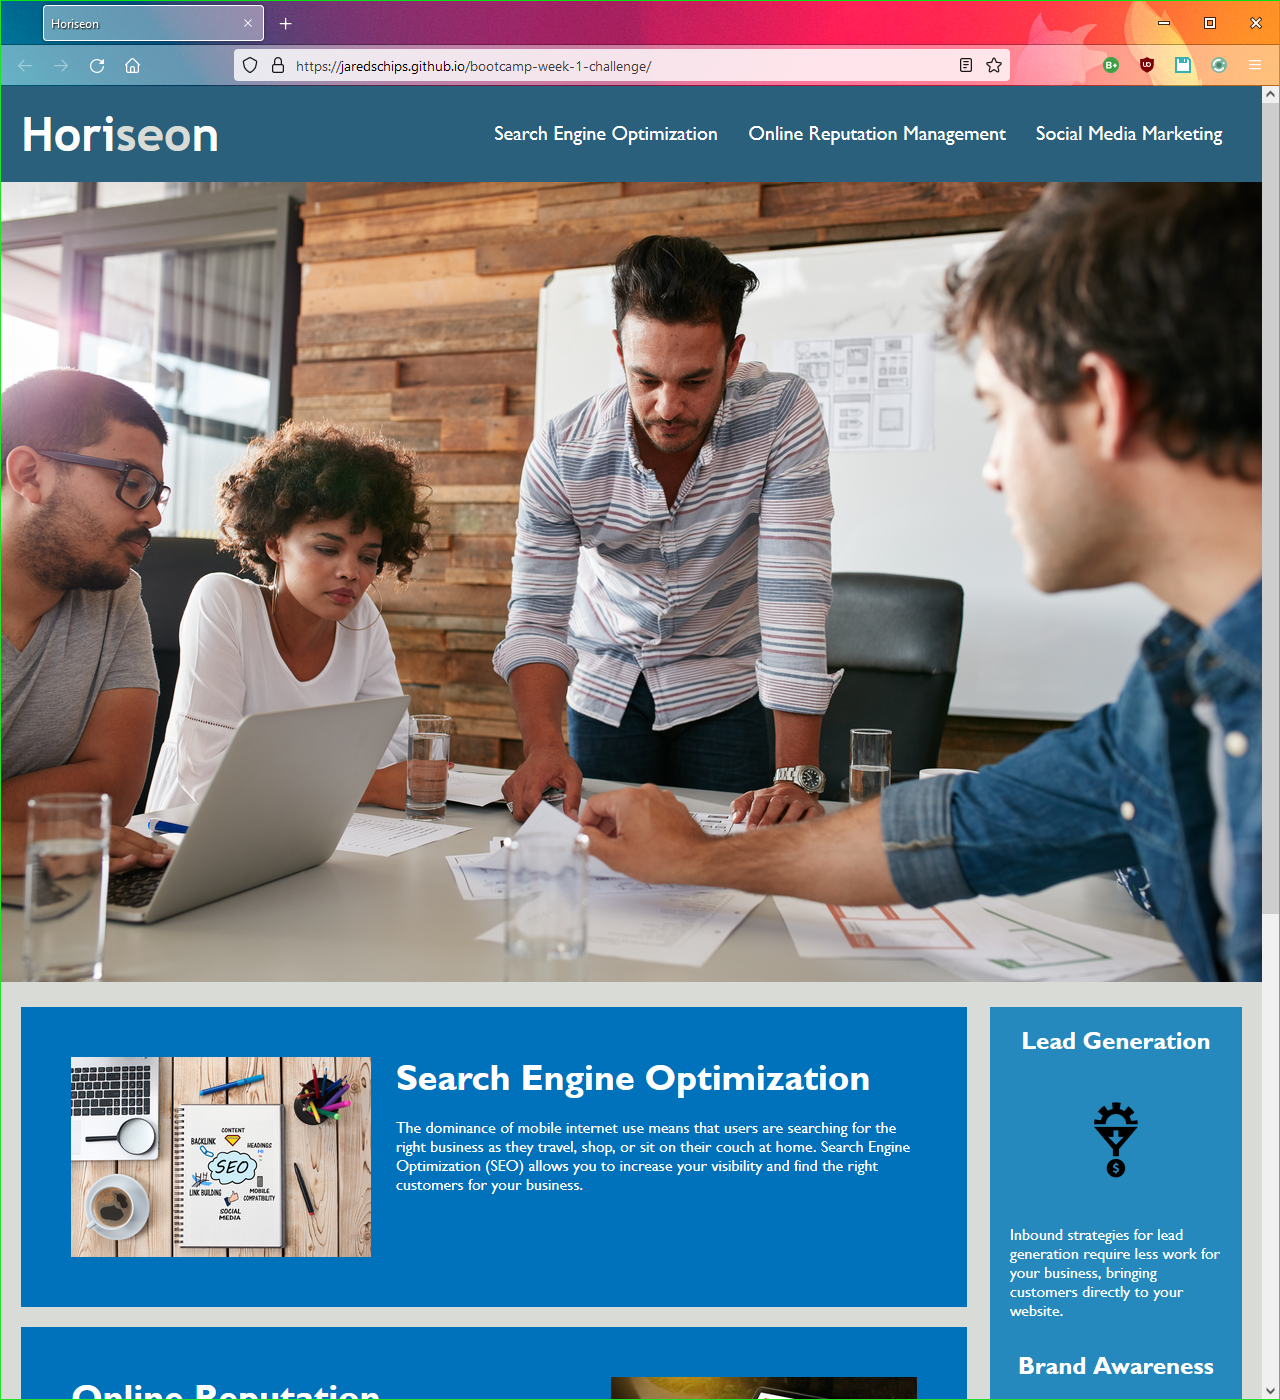 Horiseon
https://jaredschips.github.io/bootcamp-week-1-challenge/
Horiseon
Search Engine Optimization
Online Reputation Management
Social Media Marketing
Search Engine Optimization
The dominance of mobile internet use means that users are searching for the
right business as they travel, shop, or sit on their couch at home. Search Engine
Optimization (SEO) allows you to increase your visibility and find the right
customers for your business.
CONTENT
BACKLINK
HEADINGS
SEO
LINK BUILDING
MOBILE
COMPATIBILITY
SOCIAL
MEDIA
Lead Generation
$
Inbound strategies for lead
generation require less work for
your business, bringing
customers directly to your
website.
Online Reputation
Brand Awareness